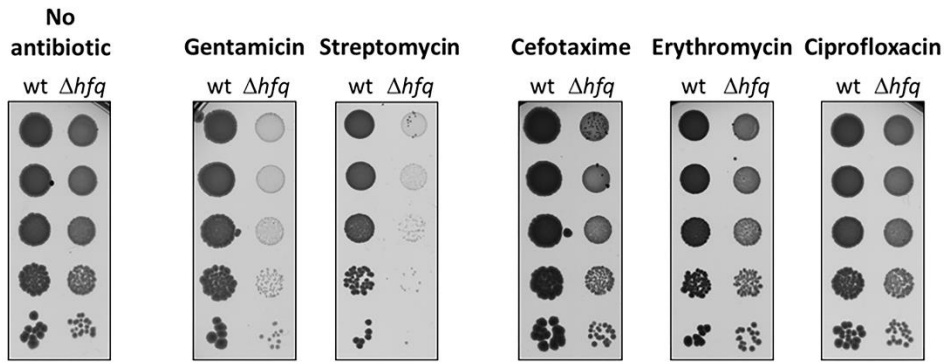 No
antibiotic
Gentamicin Streptomycin Cefotaxime Erythromycin Ciprofloxacin
wt Δhfq wt Δhfq wt Δhfq wt Δhfq wt Δhfq wt Δhfq